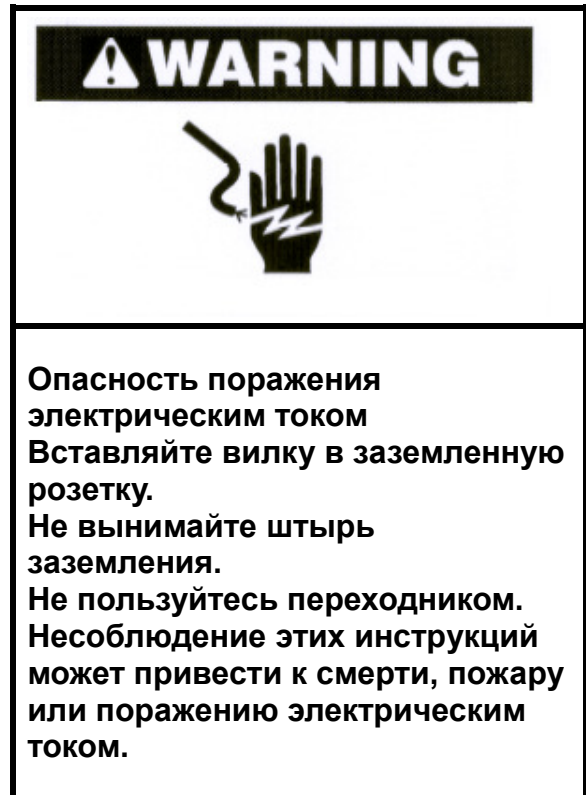 WARNING
Опасность поражения
электрическим током
Вставляйте вилку в заземленную
розетку.
Не вынимайте штырь
заземления.
Не пользуйтесь переходником.
Несоблюдение этих инструкций
может привести к смерти, пожару
или поражению электрическим
током.